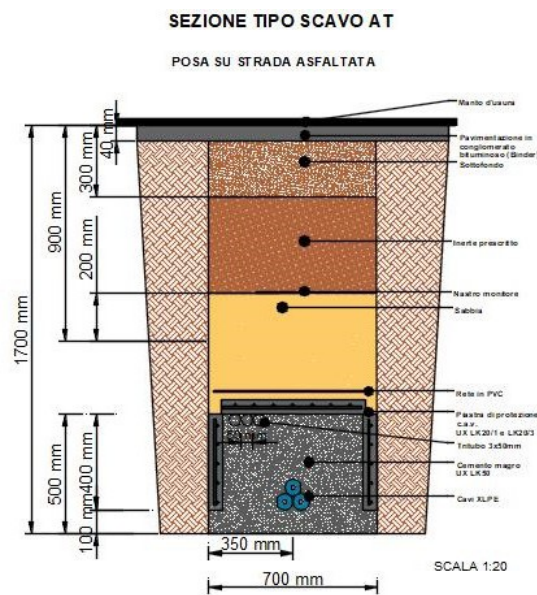 SEZIONE TIPO SCAVO AT
POSA SU STRADA ASFALTATA
Manto d'usura
Pavimentazione in
conglomerato
bituminoso (Binder)
Sottofondo
Inerte prescritto
Nastro monitore
Sabbia
Rete in PVC
Piastra di protezione
c.a.v.
UX LK20/1 e LK20/3
Tritubo 3x50mm
Cemento magro
UX LK50
Cavi XLPE
1700 mm
900 mm
300 mm
40 mm
200 mm
500 mm
400 mm
100 mm
350 mm
700 mm
SCALA 1:20